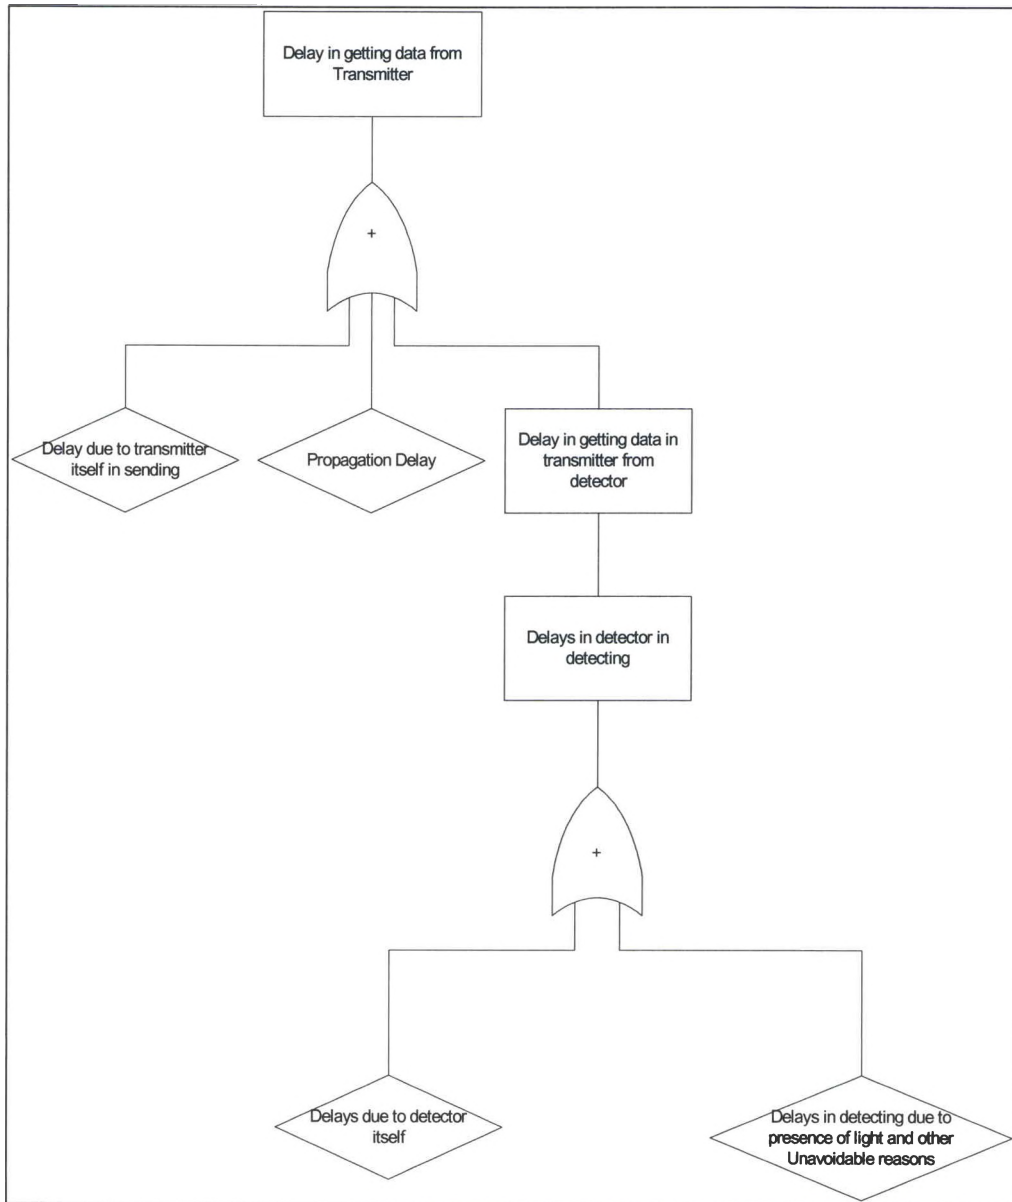 Delay in getting data from
Transmitter
+
Delay due to transmitter
itself in sending
Propagation Delay
Delay in getting data in
transmitter from
detector
Delays in detector in
detecting
+
Delays due to detector
itself
Delays in detecting due to
presence of light and other
Unavoidable reasons